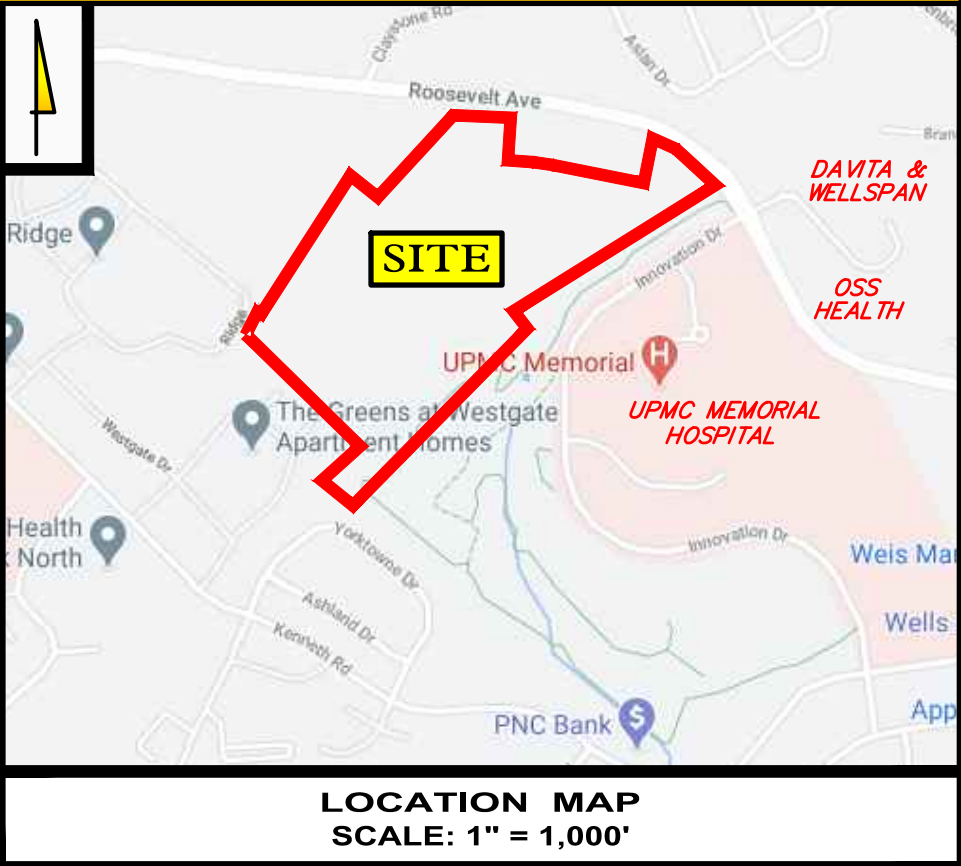 Claystone Rd
Aslan Dr
Roosevelt Ave
DAVITA &
WELLSPAN
Ridge
SITE
Innovation Dr
OSS
HEALTH
Ridge
UPMC Memorial
H
UPMC MEMORIAL
HOSPITAL
The Greens at Westgate
Apartment Homes
Westgate Dr
Health
k North
Yorktowne Dr
Innovation Dr
Weis Mar
Ashland Dr
Wells
Kenneth Rd
App
PNC Bank
$
LOCATION MAP
SCALE: 1" = 1,000'